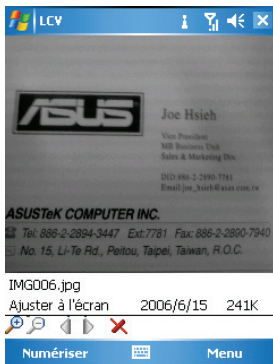 LCV
ASUS
Joe Hsieh
Vice President
MB Business Unit
Sales & Marketing Div.
DID:886-2-2890-7781
Email:joe_hsieh@asus.com.tw
ASUSTeK COMPUTER INC.
Tel: 886-2-2894-3447 Ext:7781 Fax: 886-2-2890-7940
No. 15, Li-Te Rd., Peitou, Taipei, Taiwan, R.O.C.
IMG006.jpg
Ajuster à l'écran 2006/6/15 241K
Numériser Menu